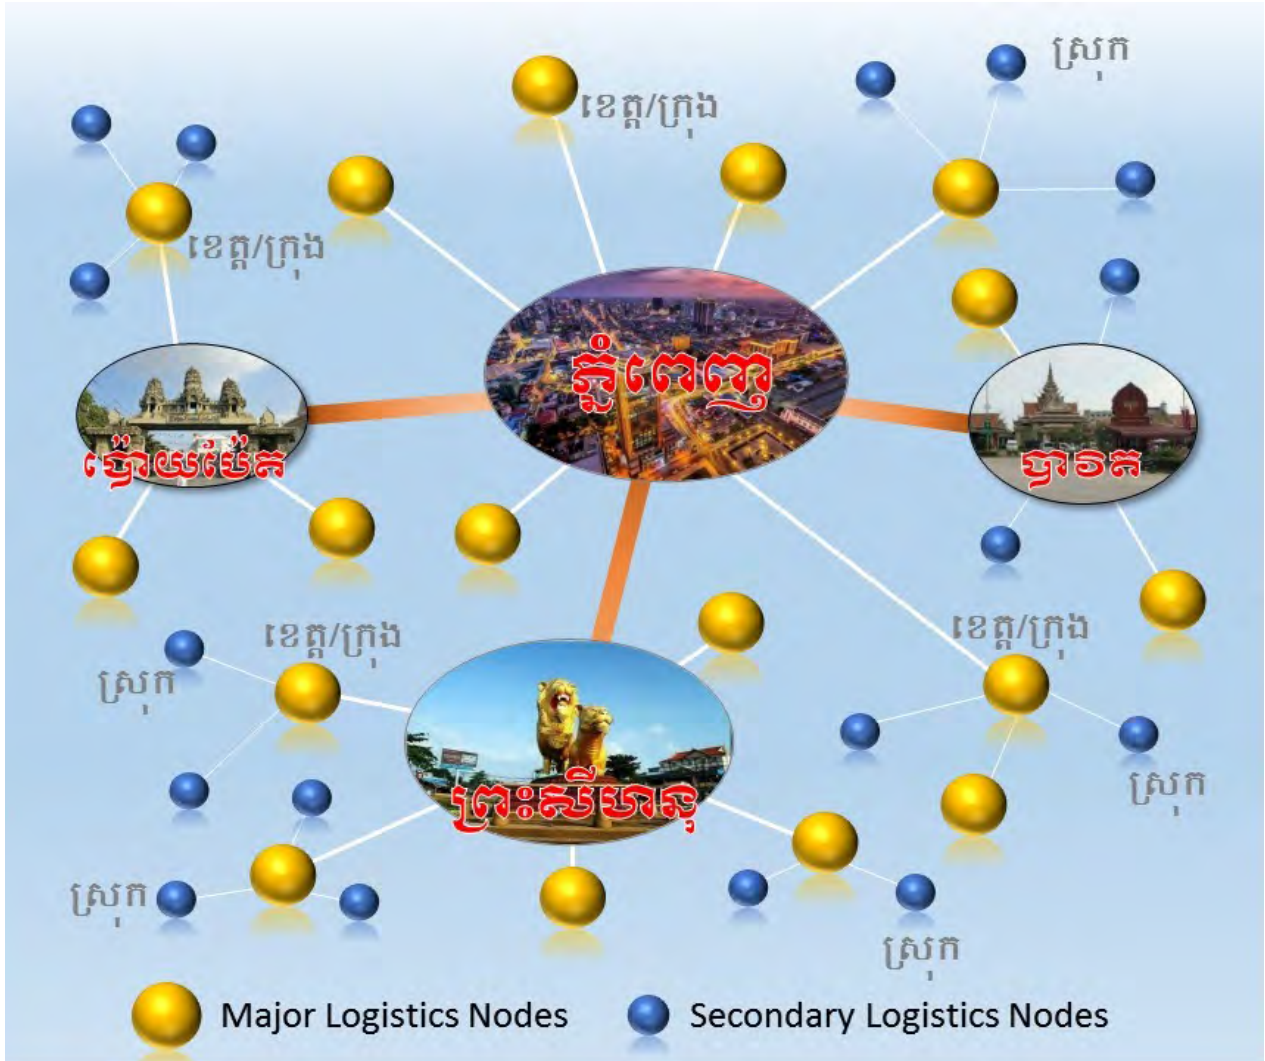 ស្រុក
ខេត្ត/ក្រុង
ខេត្ត/ក្រុង
ភ្នំពេញ
ប៉ោយប៉ែត
បាវិត
ខេត្ត/ក្រុង
ខេត្ត/ក្រុង
ស្រុក
ស្រុក
ព្រះសីហនុ
ស្រុក
ស្រុក
Major Logistics Nodes
Secondary Logistics Nodes